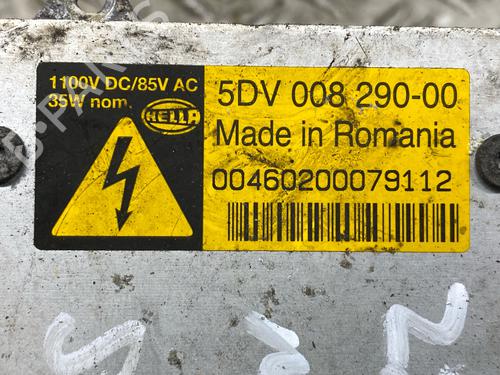 1100V DC/85V AC
35W nom.
HELLA
5DV 008 290-00
Made in Romania
00460200079112